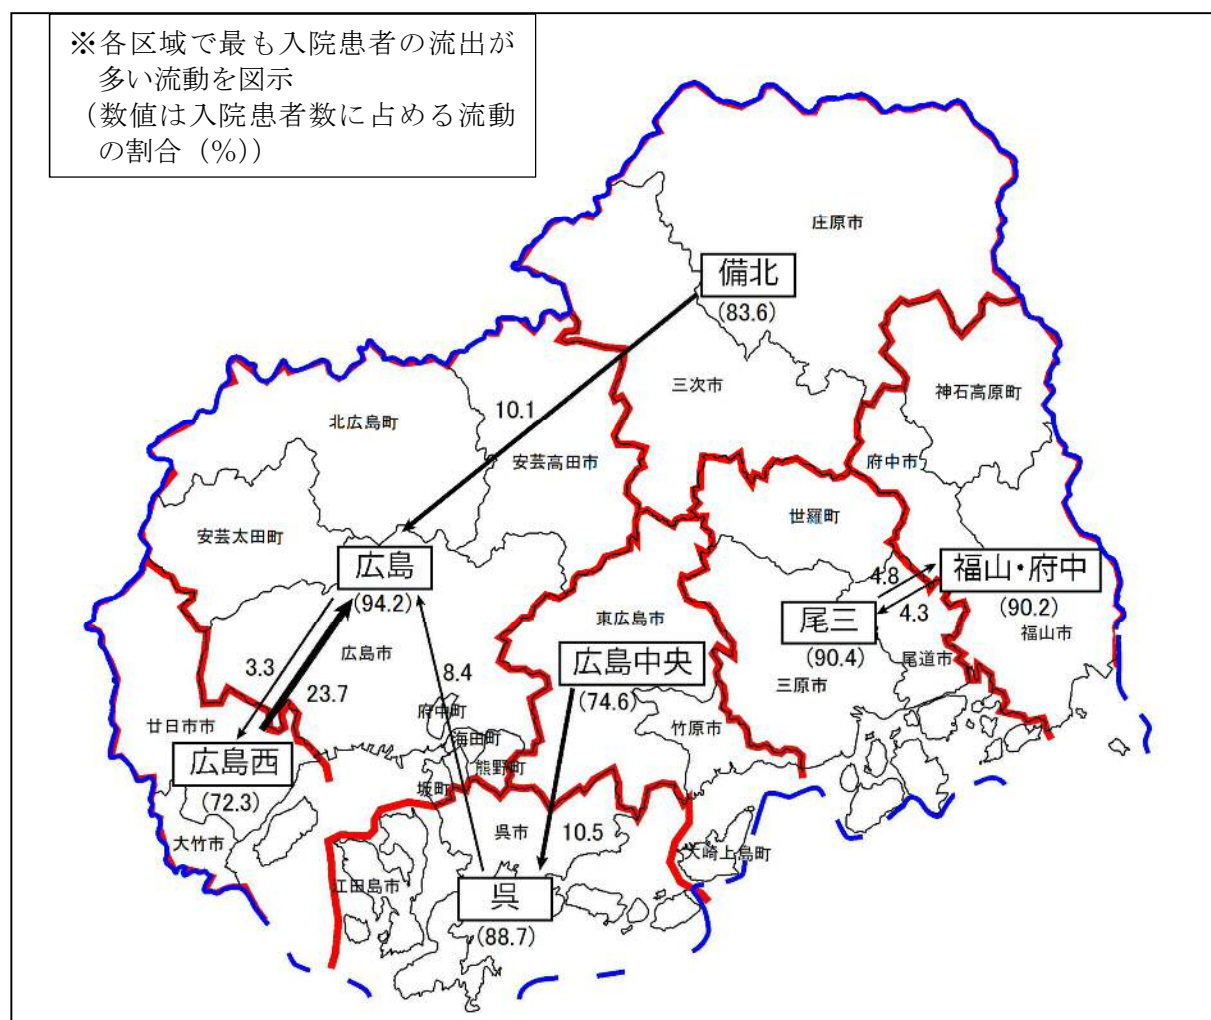 ※各区域で最も入院患者の流出が
多い流動を図示
(数値は入院患者数に占める流動
の割合(%))
庄原市
備北
(83.6)
三次市
神石高原町
10.1
北広島町
安芸高田市
府中市
世羅町
安芸太田町
広島
(94.2)
4.8
福山・府中
(90.2)
4.3
尾三
(90.4)
福山市
東広島市
広島中央
(74.6)
尾道市
三原市
3.3
広島市
8.4
23.7
廿日市市
府中町
竹原市
海田町
広島西
(72.3)
熊野町
坂町
大竹市
呉市
10.5
大崎上島町
江田島市
呉
(88.7)